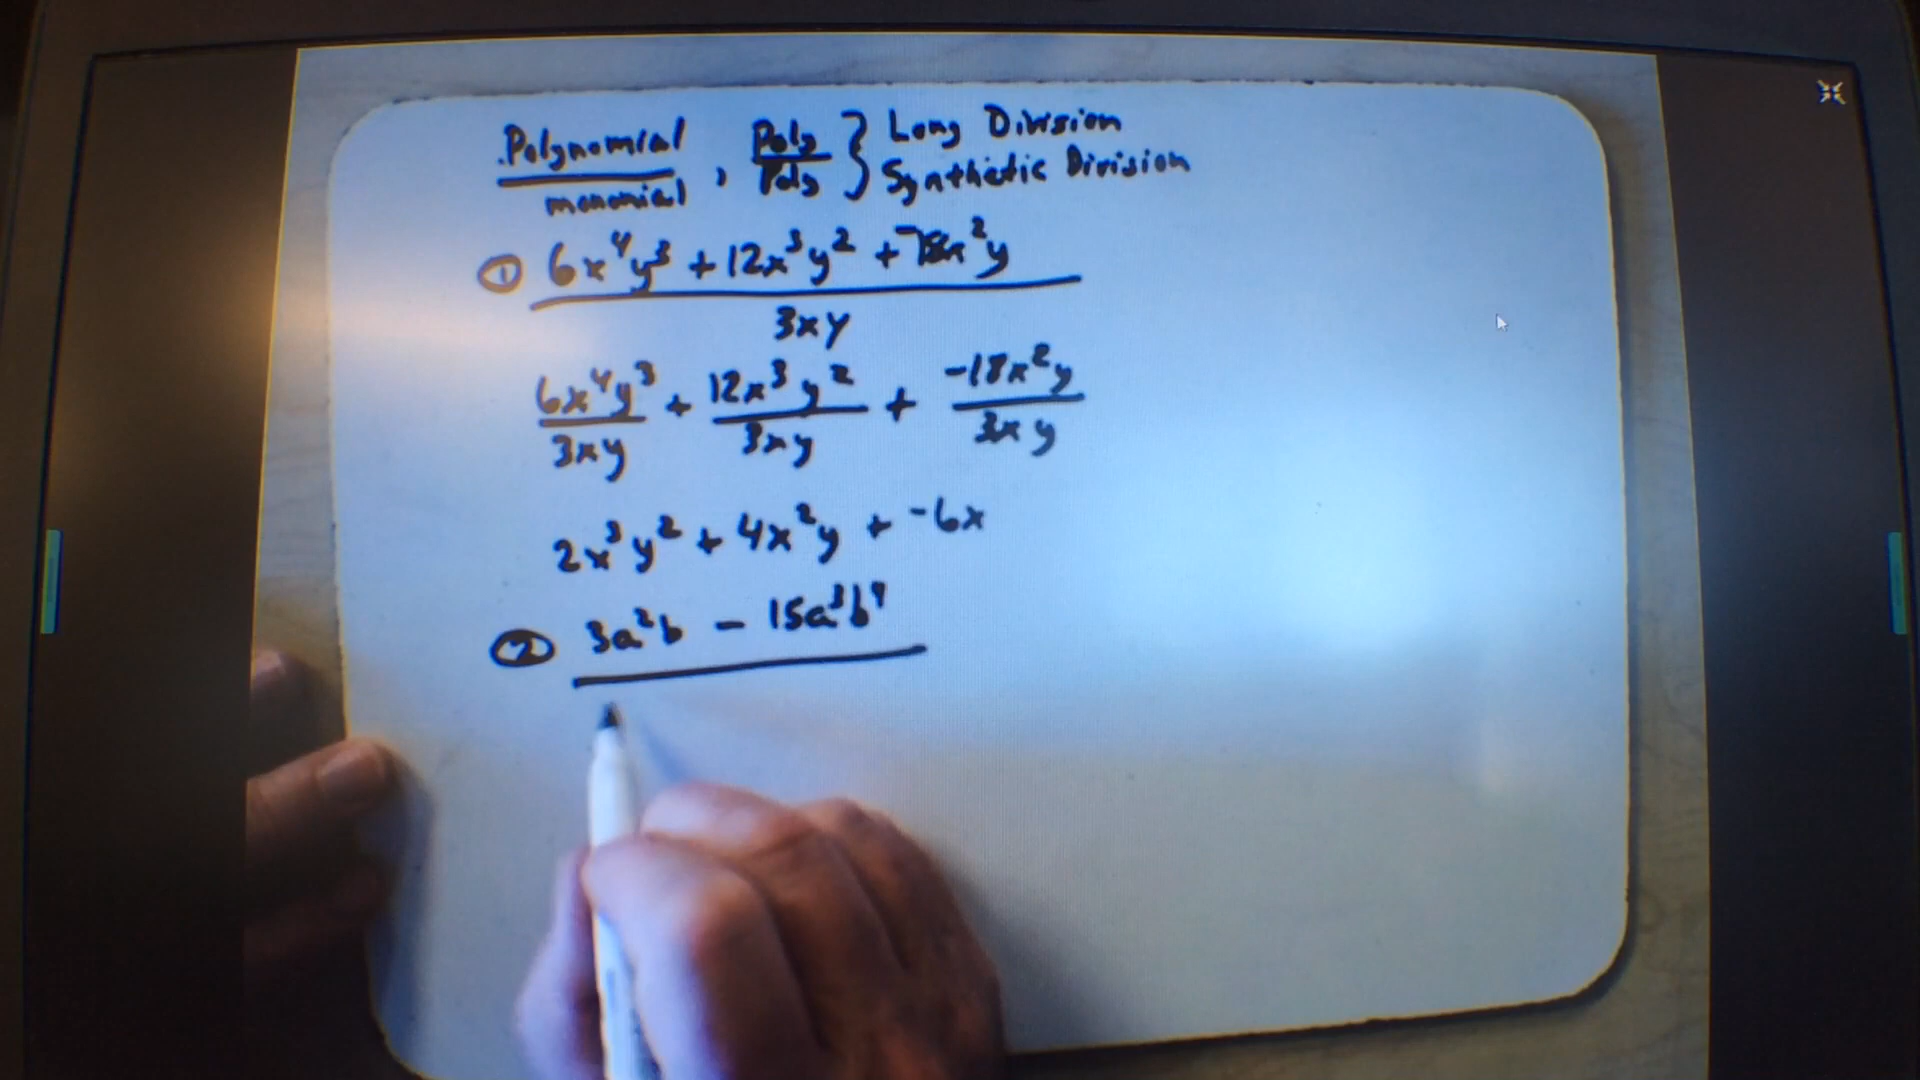 Polynomial/monomial, Poly/Poly } Long Division
Synthetic Division
① 6x⁴y³ + 12x³y² + ⁻18x²y
3xy
6x⁴y³/3xy + 12x³y²/3xy + -18x²y/3xy
2x³y² + 4x²y + ⁻6x
② 3a²b - 15a³b⁴